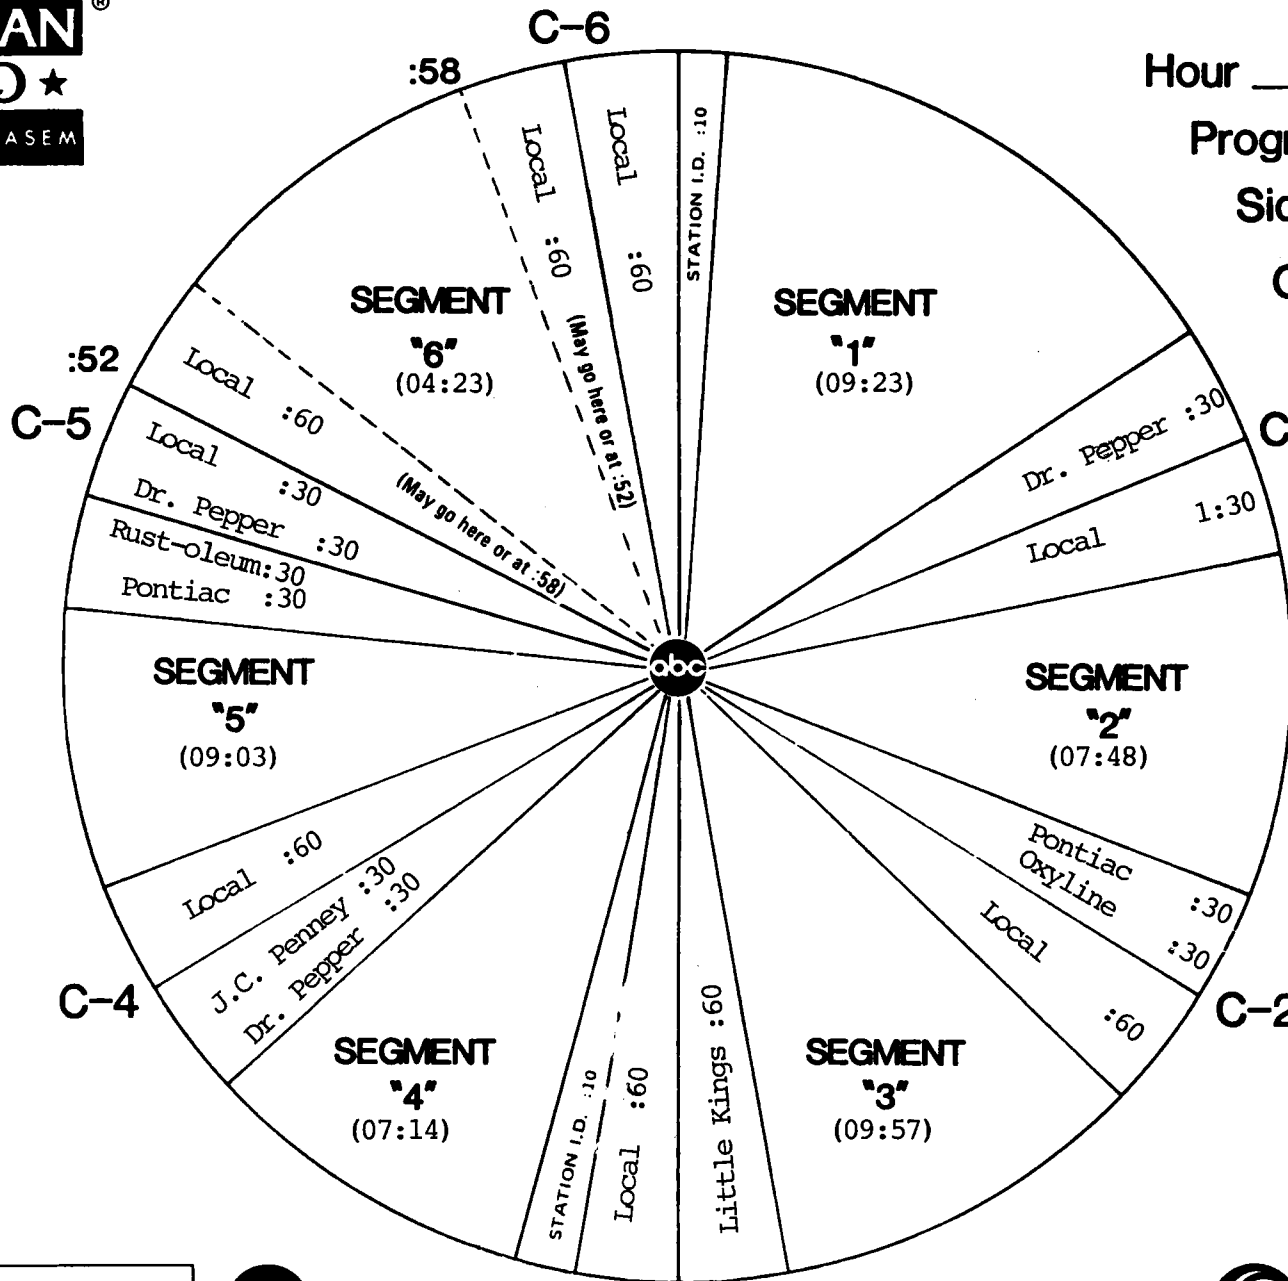 AN ®
ASEM
C-6
:58
Hour
STATION I.D. :10
SEGMENT
"1"
(09:23)
Dr. Pepper :30
Local 1:30
SEGMENT
"2"
(07:48)
Pontiac :30
Oxyline :30
C-2
Local :60
SEGMENT
"3"
(09:57)
Little Kings :60
Local :60
STATION I.D. :10
SEGMENT
"4"
(07:14)
Dr. Pepper :30
J.C. Penney :30
C-4
Local :60
SEGMENT
"5"
(09:03)
Pontiac :30
Rust-oleum:30
Dr. Pepper :30
Local :30
C-5
:52
Local :60
(May go here or at :58)
SEGMENT
"6"
(04:23)
Local :60
(May go here or at :52)
Local :60
abc